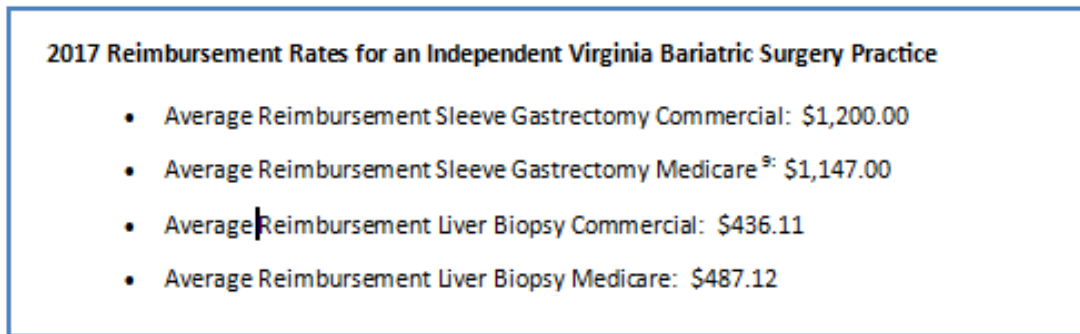 2017 Reimbursement Rates for an Independent Virginia Bariatric Surgery Practice
• Average Reimbursement Sleeve Gastrectomy Commercial: $1,200.00
• Average Reimbursement Sleeve Gastrectomy Medicare ⁹: $1,147.00
• Average Reimbursement Liver Biopsy Commercial: $436.11
• Average Reimbursement Liver Biopsy Medicare: $487.12